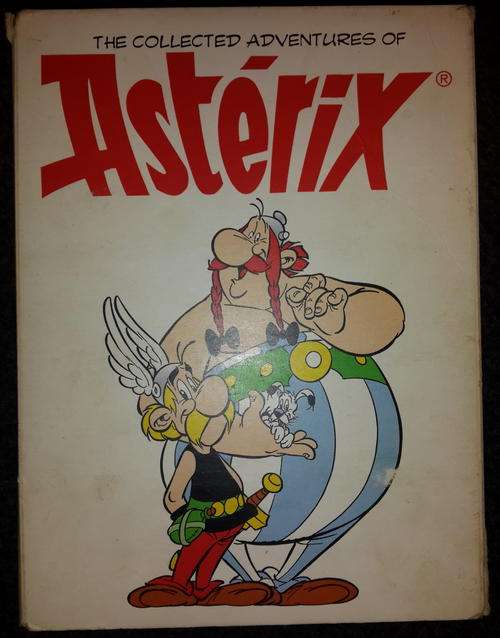 THE COLLECTED ADVENTURES OF
Astérix®